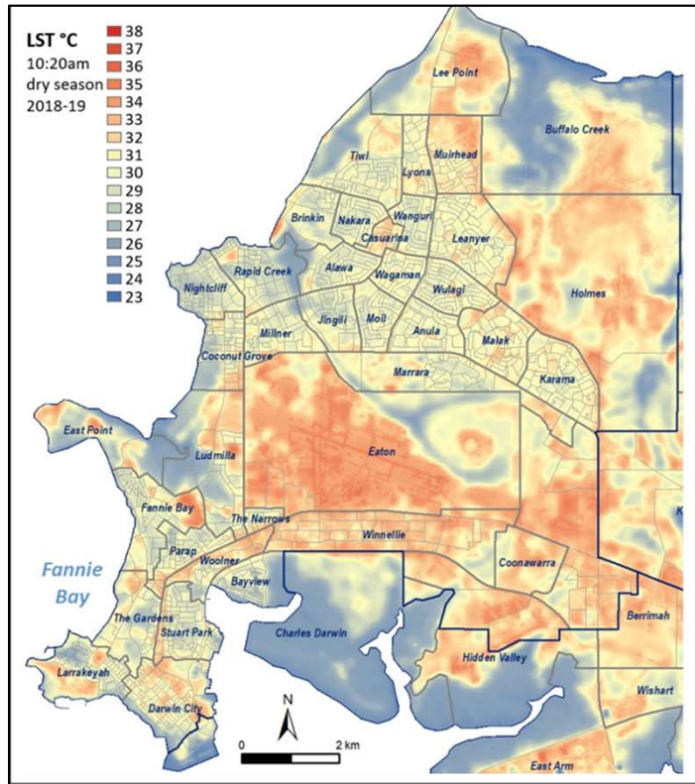 LST °C
10:20am
dry season
2018-19
38
37
36
35
34
33
32
31
30
29
28
27
26
25
24
23
Lee Point
Buffalo Creek
Tiwi
Lyons
Muirhead
Brinkin
Nakara
Wanguri
Casuarina
Leanyer
Rapid Creek
Alawa
Wagaman
Nightcliff
Wulagi
Holmes
Millner
Jingili
Moil
Anula
Malak
Coconut Grove
Marrara
Karama
East Point
Ludmilla
Eaton
Fannie Bay
The Narrows
Winnellie
K
Parap
Woolner
Coonawarra
Fannie
Bay
Bayview
The Gardens
Stuart Park
Charles Darwin
Berrimah
Hidden Valley
Larrakeyah
Wishart
Darwin City
N
0
2 km
East Arm